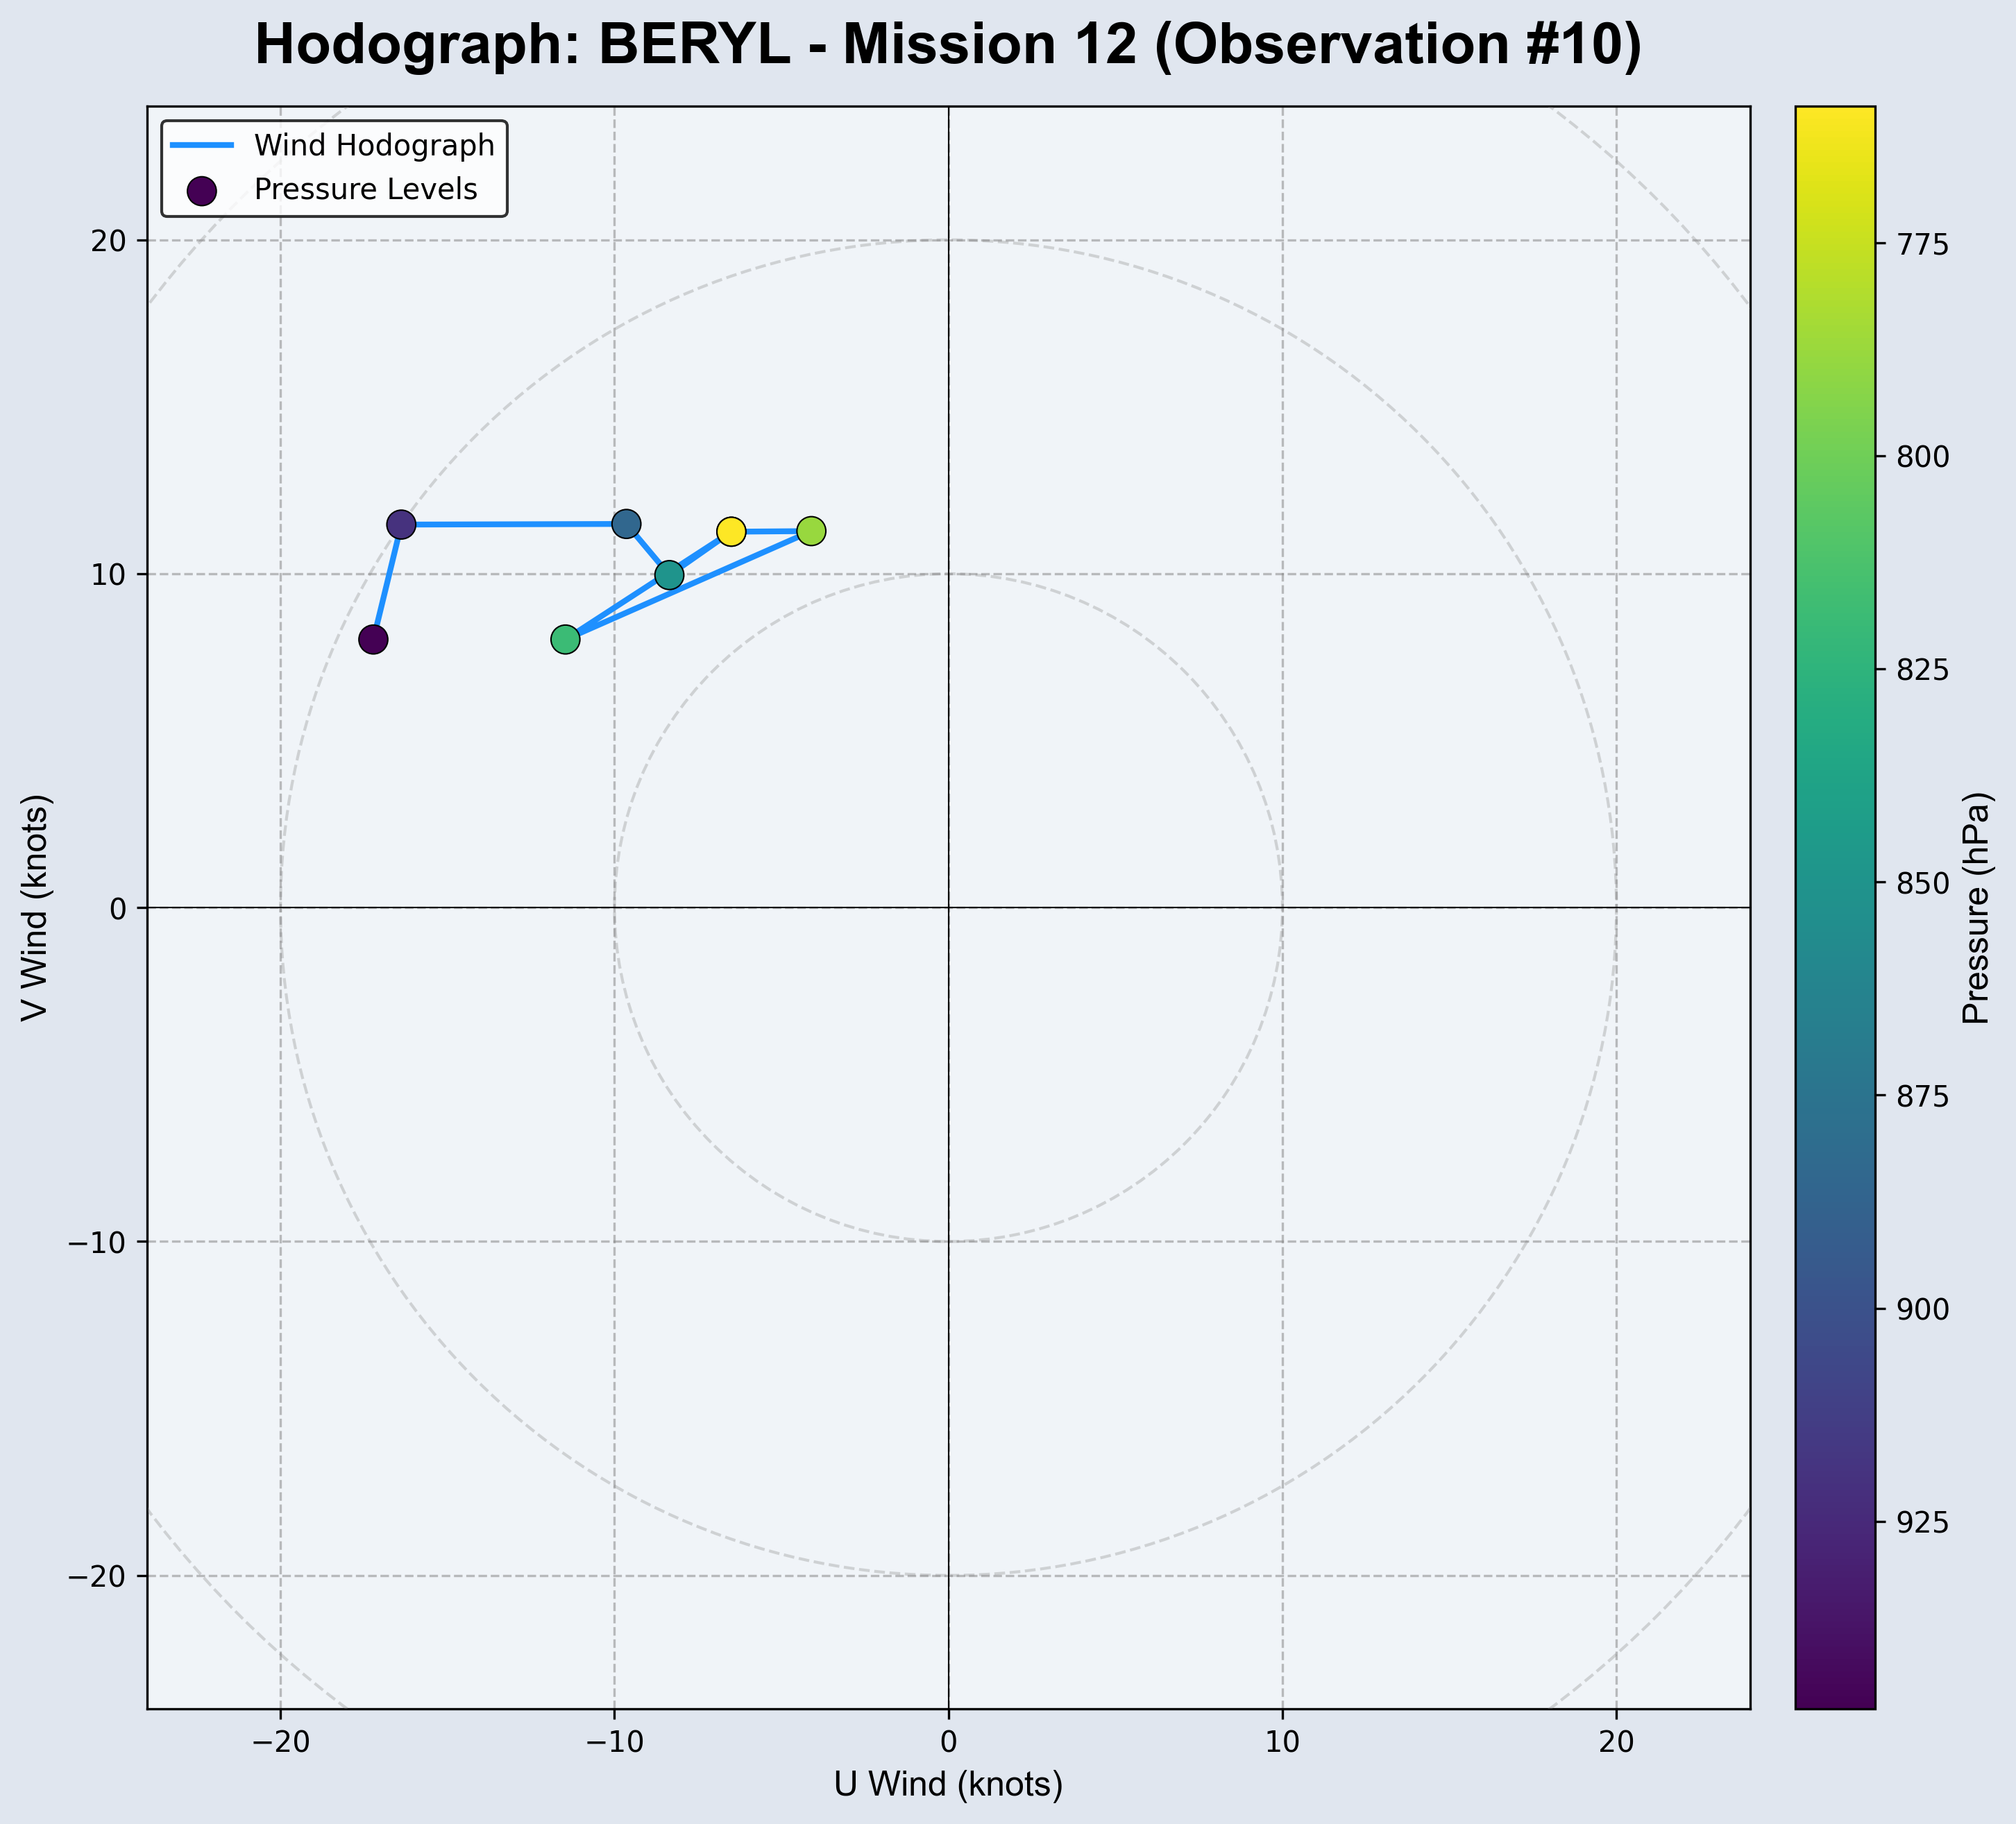 Hodograph: BERYL - Mission 12 (Observation #10)
Wind Hodograph
Pressure Levels
20
10
0
−10
−20
V Wind (knots)
−20
−10
0
10
20
U Wind (knots)
775
800
825
850
875
900
925
Pressure (hPa)